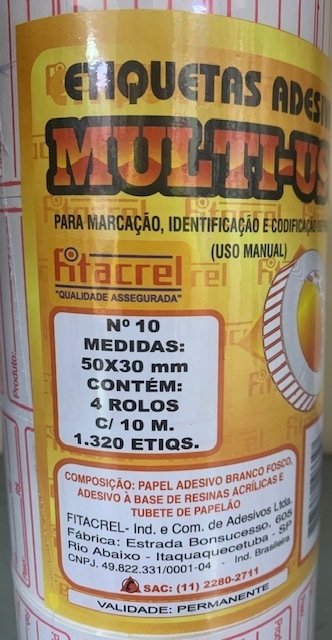 ETIQUETAS ADES
MULTI-US
PARA MARCAÇÃO, IDENTIFICAÇÃO E CODIFICAÇÃO
(USO MANUAL)
Fitacrel
"QUALIDADE ASSEGURADA"
Nº 10
MEDIDAS:
50X30 mm
CONTÉM:
4 ROLOS
C/ 10 M.
1.320 ETIQS.
COMPOSIÇÃO: PAPEL ADESIVO BRANCO FOSCO,
ADESIVO À BASE DE RESINAS ACRÍLICAS E
TUBETE DE PAPELÃO
FITACREL- Ind. e Com. de Adesivos Ltda.
Fábrica: Estrada Bonsucesso, 605
Rio Abaixo - Itaquaquecetuba - SP
CNPJ. 49.822.331/0001-04 - Ind. Brasileira
SAC: (11) 2280-2711
VALIDADE: PERMANENTE
Produto: